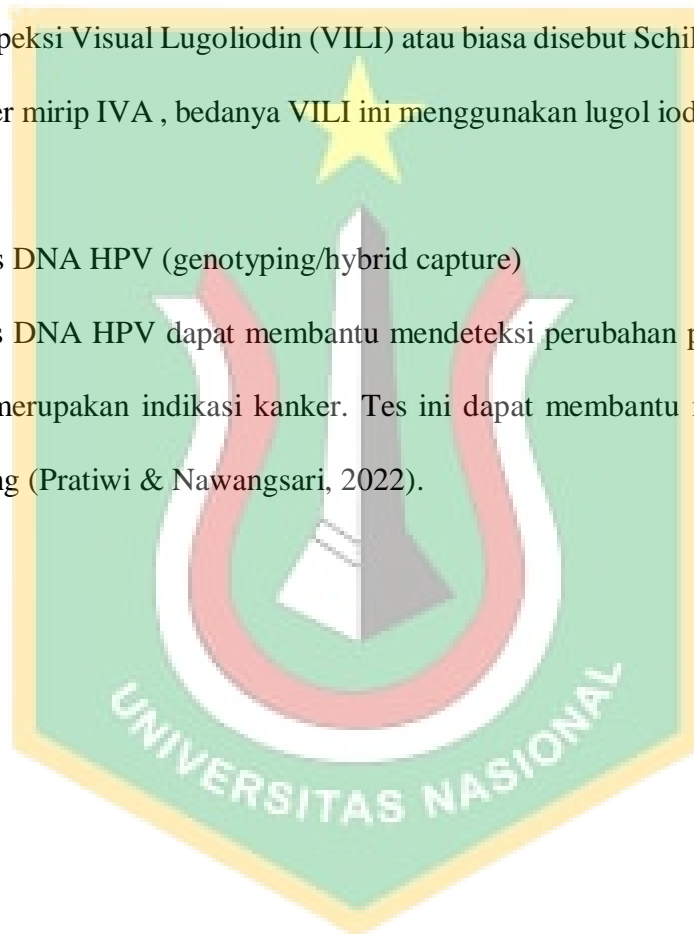 peksi Visual Lugoliodin (VILI) atau biasa disebut Schil
er mirip IVA , bedanya VILI ini menggunakan lugol iod
s DNA HPV (genotyping/hybrid capture)
s DNA HPV dapat membantu mendeteksi perubahan p
merupakan indikasi kanker. Tes ini dapat membantu
ng (Pratiwi & Nawangsari, 2022).
UNIVERSITAS NASIONAL